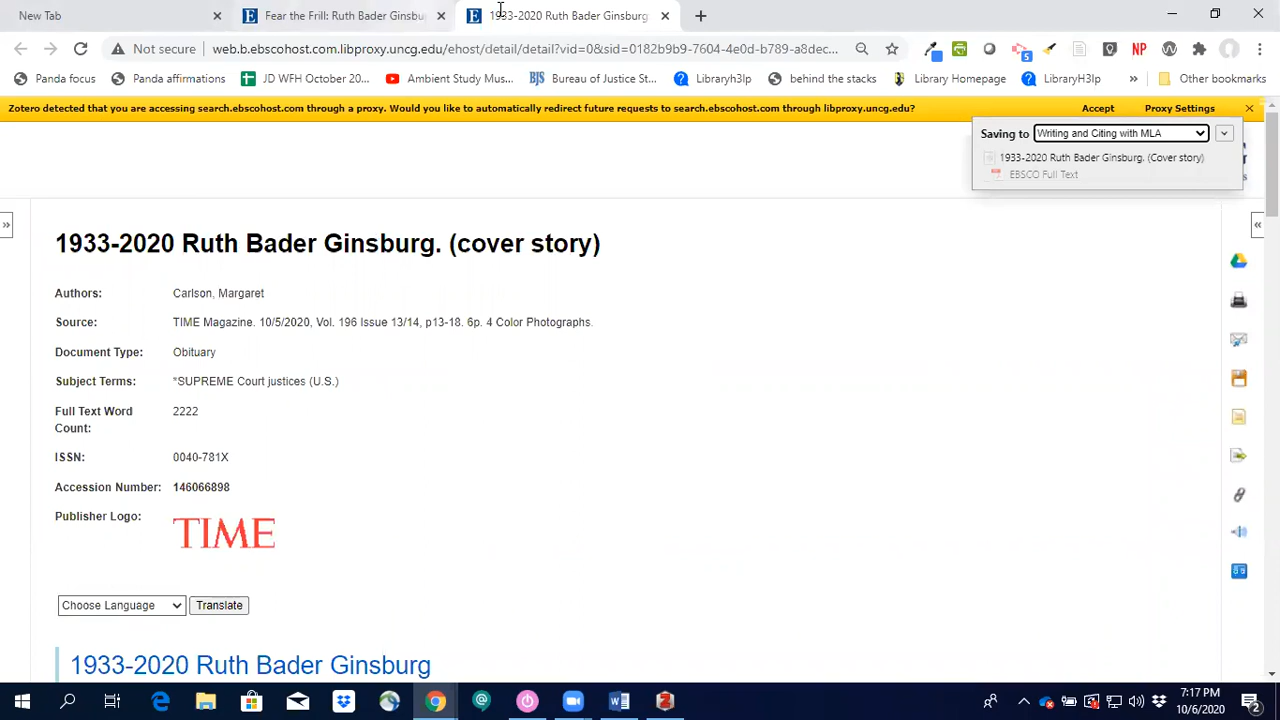 New Tab
Fear the Frill: Ruth Bader Ginsbu
1933-2020 Ruth Bader Ginsburg
Not secure
web.b.ebscohost.com.libproxy.uncg.edu/ehost/detail/detail?vid=0&sid=0182b9b9-7604-4e0d-b789-a8dec...
Panda focus
Panda affirmations
JD WFH October 20...
Ambient Study Mus...
BJS Bureau of Justice St...
Libraryh3lp
behind the stacks
Library Homepage
LibraryH3lp
»
Other bookmarks
Zotero detected that you are accessing search.ebscohost.com through a proxy. Would you like to automatically redirect future requests to search.ebscohost.com through libproxy.uncg.edu?
Accept
Proxy Settings
Saving to
Writing and Citing with MLA
1933-2020 Ruth Bader Ginsburg. (Cover story)
EBSCO Full Text
1933-2020 Ruth Bader Ginsburg. (cover story)
Authors: Carlson, Margaret
Source: TIME Magazine. 10/5/2020, Vol. 196 Issue 13/14, p13-18. 6p. 4 Color Photographs.
Document Type: Obituary
Subject Terms: *SUPREME Court justices (U.S.)
Full Text Word Count: 2222
ISSN: 0040-781X
Accession Number: 146066898
Publisher Logo: TIME
Choose Language
Translate
1933-2020 Ruth Bader Ginsburg
7:17 PM
10/6/2020
2